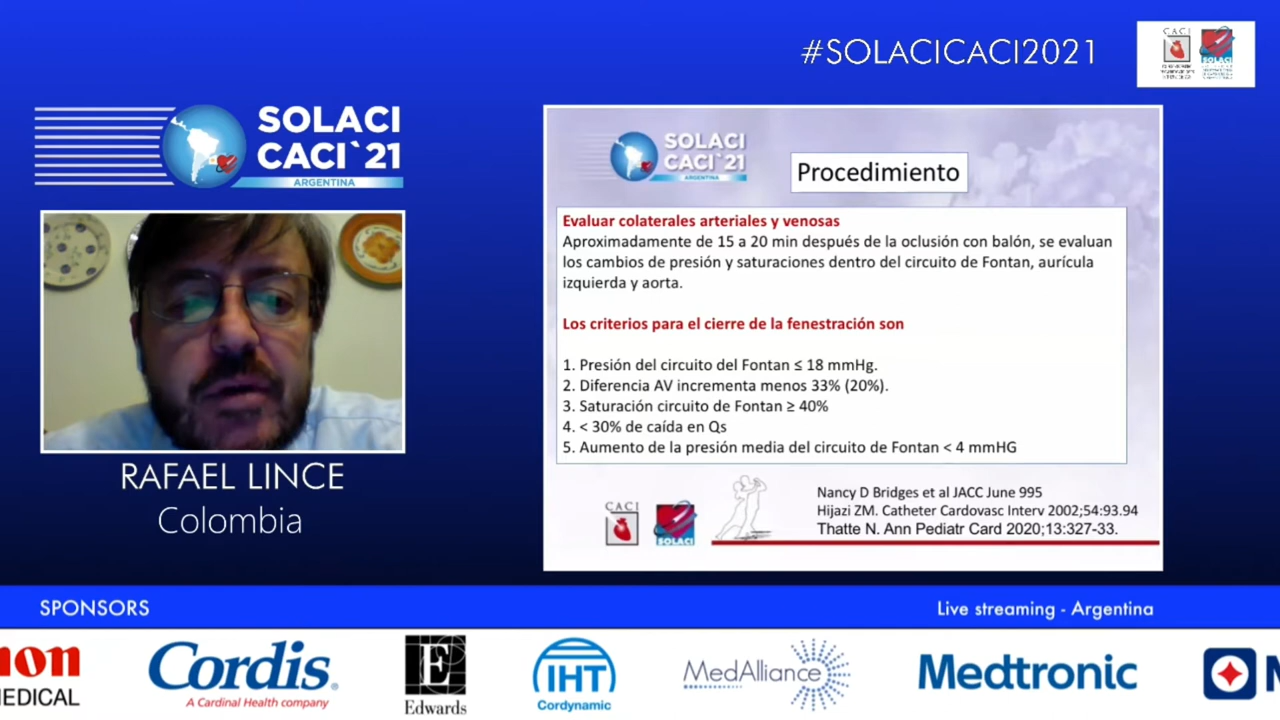 #SOLACICACI2021
CACI
SOLACI
SOLACI
CACI`21
ARGENTINA
RAFAEL LINCE
Colombia
SOLACI
CACI`21
ARGENTINA
Procedimiento
Evaluar colaterales arteriales y venosas
Aproximadamente de 15 a 20 min después de la oclusión con balón, se evaluan
los cambios de presión y saturaciones dentro del circuito de Fontan, aurícula
izquierda y aorta.
Los criterios para el cierre de la fenestración son
1. Presión del circuito del Fontan ≤ 18 mmHg.
2. Diferencia AV incrementa menos 33% (20%).
3. Saturación circuito de Fontan ≥ 40%
4. < 30% de caída en Qs
5. Aumento de la presión media del circuito de Fontan < 4 mmHG
CACI
SOLACI
Nancy D Bridges et al JACC June 995
Hijazi ZM. Catheter Cardovasc Interv 2002;54:93.94
Thatte N. Ann Pediatr Card 2020;13:327-33.
SPONSORS
Live streaming - Argentina
non
MEDICAL
Cordis
A Cardinal Health company
Edwards
IHT
Cordynamic
MedAlliance
Medtronic